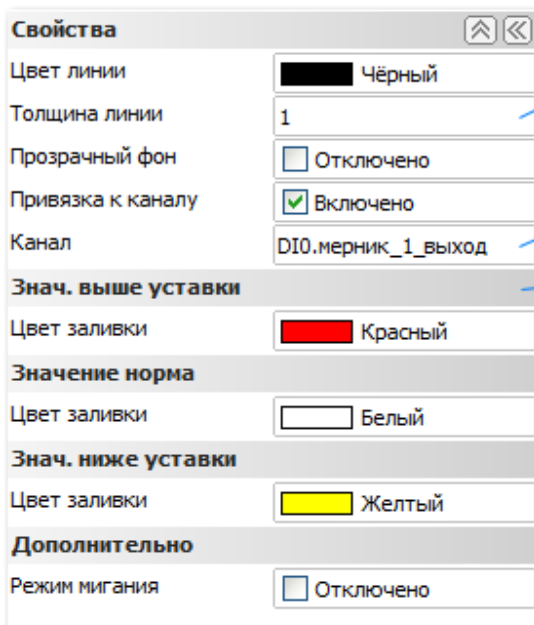 Свойства
Цвет линии Чёрный
Толщина линии 1
Прозрачный фон Отключено
Привязка к каналу Включено
Канал DI0.мерник_1_выход
Знач. выше уставки
Цвет заливки Красный
Значение норма
Цвет заливки Белый
Знач. ниже уставки
Цвет заливки Желтый
Дополнительно
Режим мигания Отключено